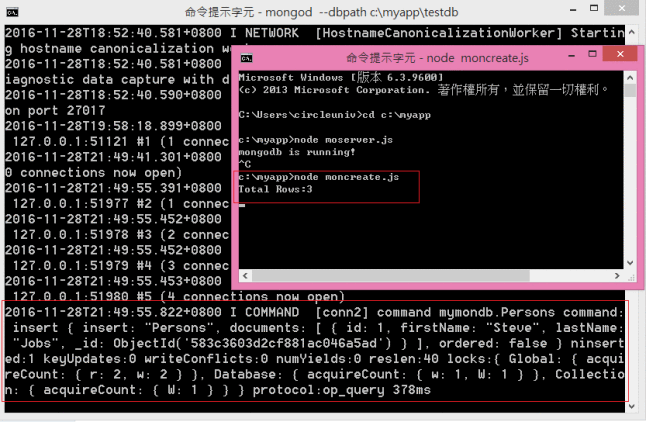 命令提示字元 - mongod --dbpath c:\myapp\testdb
2016-11-28T18:52:40.581+0800 I NETWORK [HostnameCanonicalizationWorker] Startin
g hostname canonicalization w
2016-11-28T18:52:40.581+0800
iagnostic data capture with d
2016-11-28T18:52:40.590+0800
on port 27017
2016-11-28T19:58:18.899+0800
127.0.0.1:51121 #1 (1 connec
2016-11-28T21:49:41.301+0800
0 connections now open)
2016-11-28T21:49:55.391+0800
127.0.0.1:51977 #2 (1 connec
2016-11-28T21:49:55.452+0800
127.0.0.1:51978 #3 (2 connec
2016-11-28T21:49:55.452+0800
127.0.0.1:51979 #4 (3 connec
2016-11-28T21:49:55.453+0800
127.0.0.1:51980 #5 (4 connections now open)
2016-11-28T21:49:55.822+0800 I COMMAND [conn2] command mymondb.Persons command:
insert { insert: "Persons", documents: [ { id: 1, firstName: "Steve", lastName:
"Jobs", _id: ObjectId('583c3603d2cf881ac046a5ad') } ], ordered: false } ninsert
ed:1 keyUpdates:0 writeConflicts:0 numYields:0 reslen:40 locks:{ Global: { acqui
reCount: { r: 2, w: 2 } }, Database: { acquireCount: { w: 1, W: 1 } }, Collectio
n: { acquireCount: { W: 1 } } } protocol:op_query 378ms
命令提示字元 - node moncreate.js
Microsoft Windows [版本 6.3.9600]
(c) 2013 Microsoft Corporation. 著作權所有，並保留一切權利。
C:\Users\circleuniv>cd c:\myapp
c:\myapp>node moserver.js
mongodb is running!
^C
c:\myapp>node moncreate.js
Total Rows:3